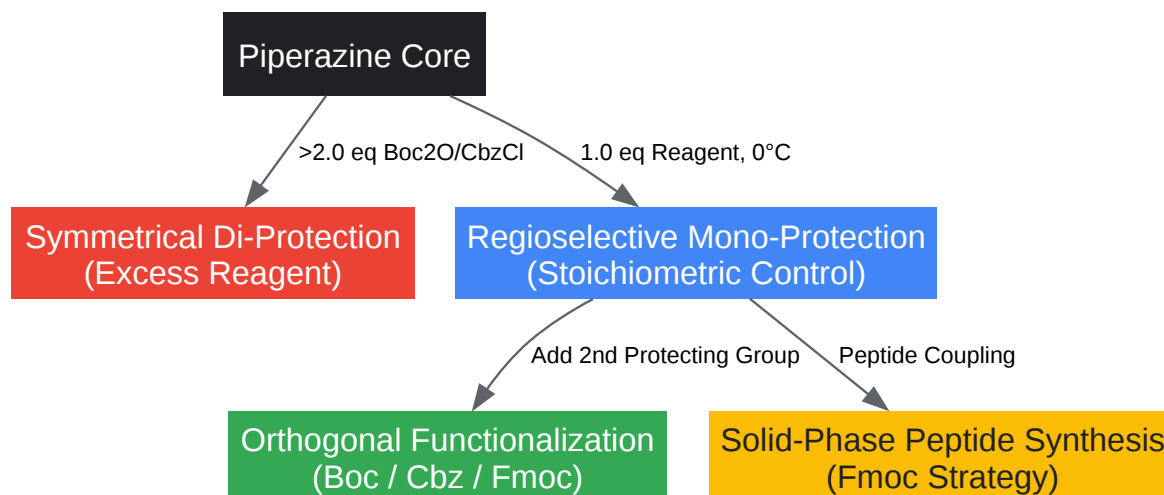 Piperazine Core
>2.0 eq Boc2O/CbzCl
1.0 eq Reagent, 0°C
Symmetrical Di-Protection
(Excess Reagent)
Regioselective Mono-Protection
(Stoichiometric Control)
Add 2nd Protecting Group
Peptide Coupling
Orthogonal Functionalization
(Boc / Cbz / Fmoc)
Solid-Phase Peptide Synthesis
(Fmoc Strategy)